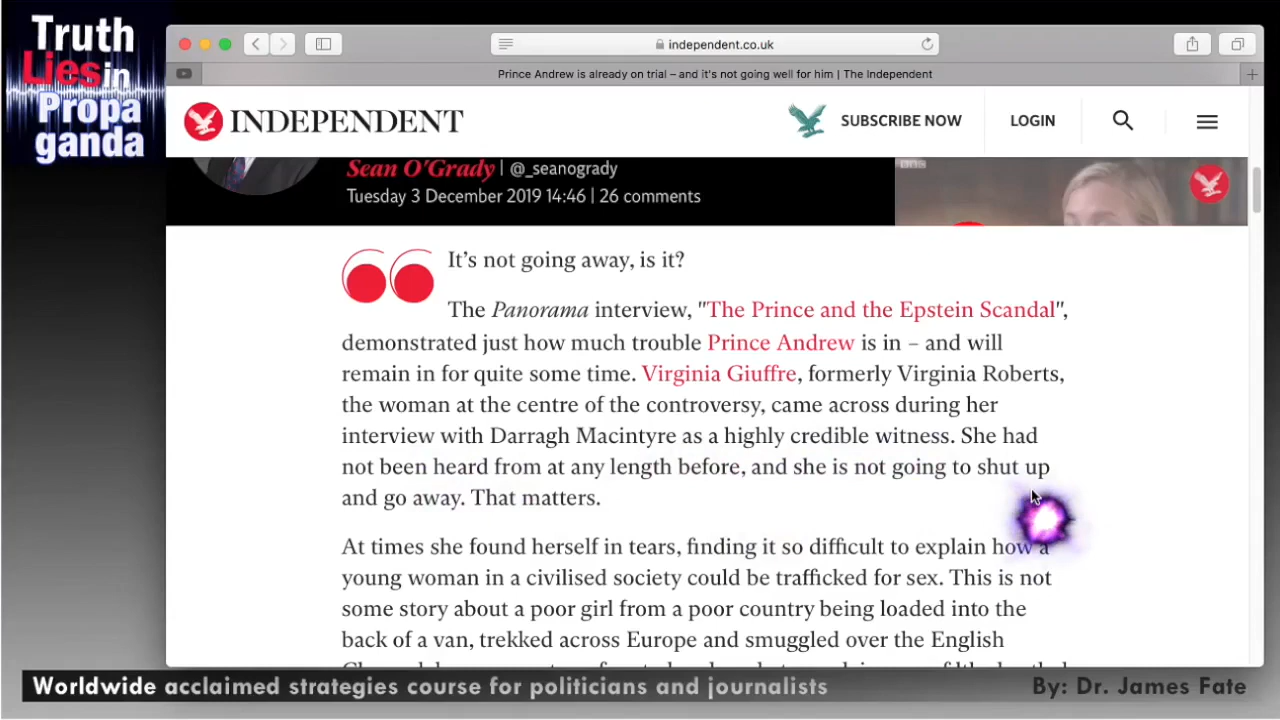 Truth
Lies in
Propa
ganda
independent.co.uk
Prince Andrew is already on trial – and it's not going well for him | The Independent
INDEPENDENT
SUBSCRIBE NOW
LOGIN
Sean O'Grady | @_seanogrady
Tuesday 3 December 2019 14:46 | 26 comments
BBC
It's not going away, is it?
The Panorama interview, "The Prince and the Epstein Scandal",
demonstrated just how much trouble Prince Andrew is in – and will
remain in for quite some time. Virginia Giuffre, formerly Virginia Roberts,
the woman at the centre of the controversy, came across during her
interview with Darragh Macintyre as a highly credible witness. She had
not been heard from at any length before, and she is not going to shut up
and go away. That matters.
At times she found herself in tears, finding it so difficult to explain how a
young woman in a civilised society could be trafficked for sex. This is not
some story about a poor girl from a poor country being loaded into the
back of a van, trekked across Europe and smuggled over the English
Worldwide acclaimed strategies course for politicians and journalists
By: Dr. James Fate